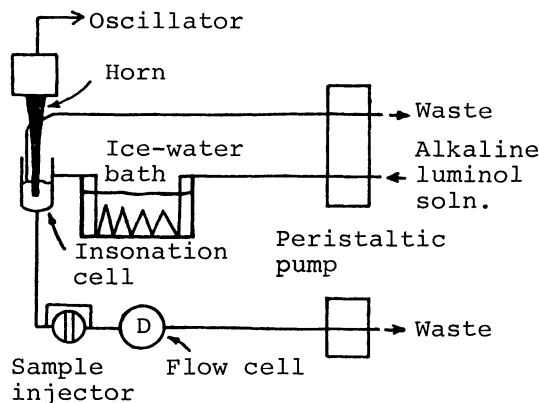 Oscillator
Horn
Waste
Ice-water
bath
Alkaline
luminol
soln.
Peristaltic
pump
Insonation
cell
D
Waste
Sample
injector
Flow cell